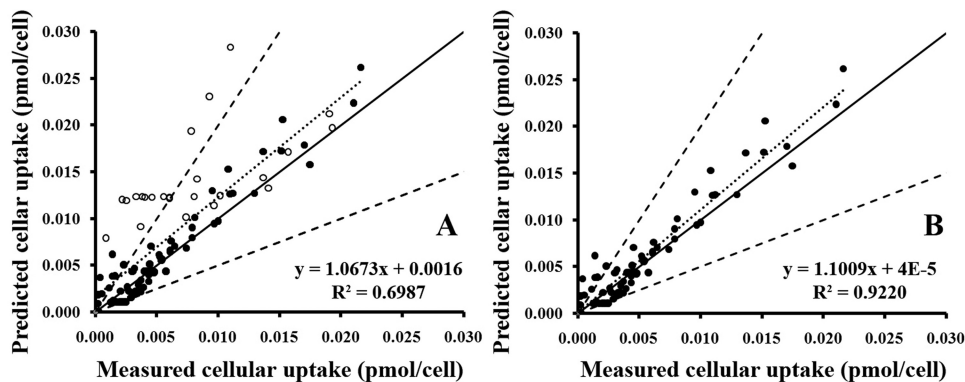 Predicted cellar uptake (pmol/cell)
0.030
0.025
0.020
0.015
0.010
0.005
0.000
A
y = 1.0673x + 0.0016
R² = 0.6987
0.000 0.005 0.010 0.015 0.020 0.025 0.030
Measured cellular uptake (pmol/cell)
Predicted cellar uptake (pmol/cell)
0.030
0.025
0.020
0.015
0.010
0.005
0.000
B
y = 1.1009x + 4E-5
R² = 0.9220
0.000 0.005 0.010 0.015 0.020 0.025 0.030
Measured cellular uptake (pmol/cell)